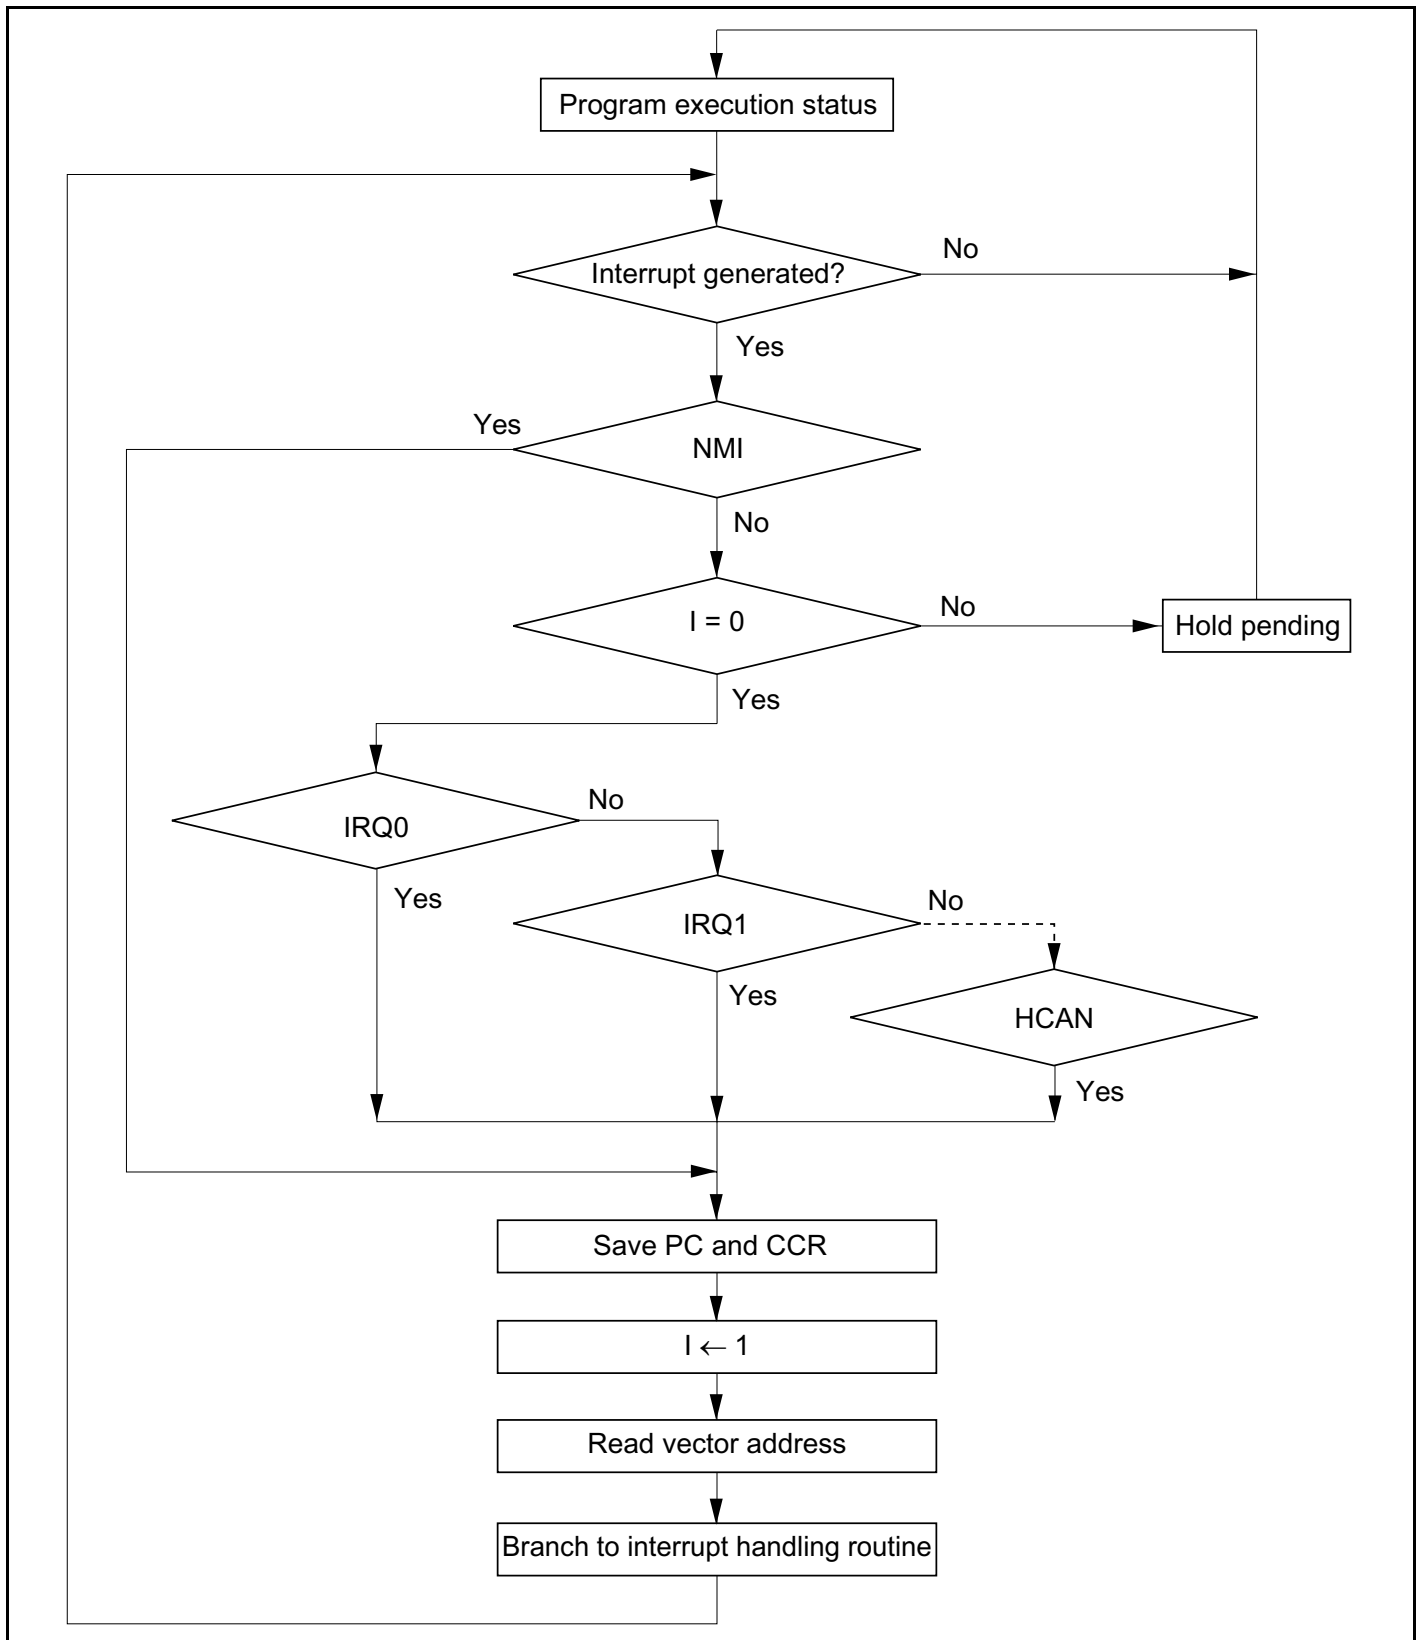 Program execution status
No
Interrupt generated?
Yes
Yes
NMI
No
I = 0
No
Hold pending
Yes
No
IRQ0
Yes
No
IRQ1
Yes
HCAN
Yes
Save PC and CCR
I ← 1
Read vector address
Branch to interrupt handling routine